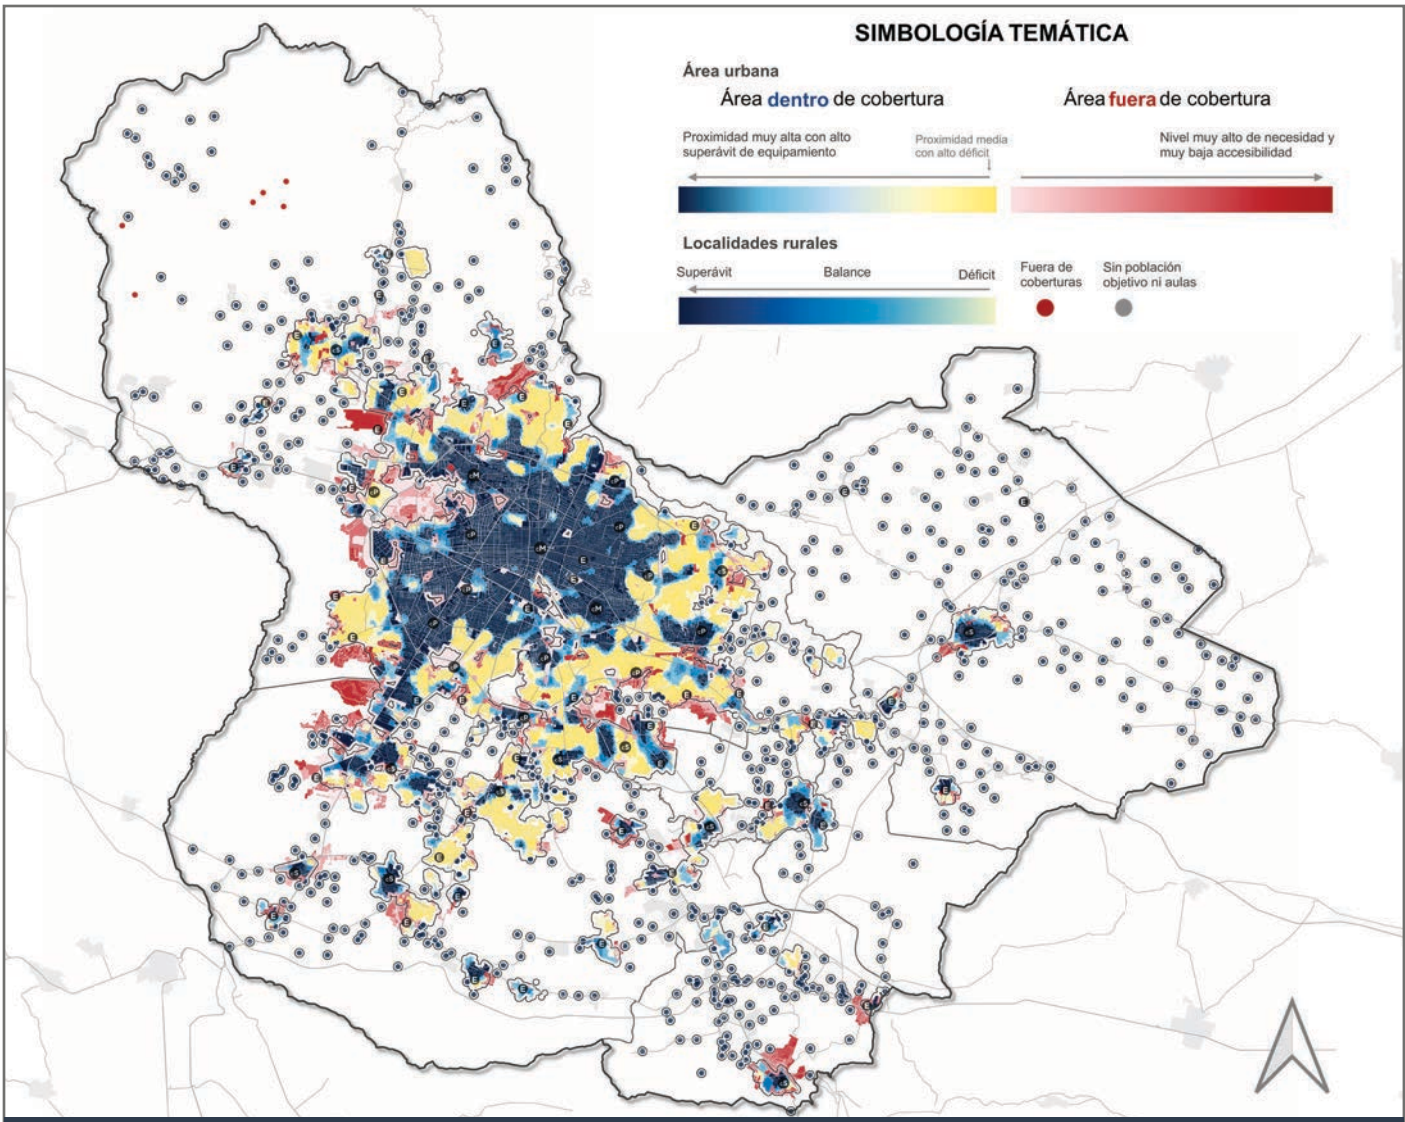 SIMBOLOGÍA TEMÁTICA
Área urbana
Área dentro de cobertura
Área fuera de cobertura
Proximidad muy alta con alto
superávit de equipamiento
Proximidad media
con alto déficit
Nivel muy alto de necesidad y
muy baja accesibilidad
Localidades rurales
Superávit
Balance
Déficit
Fuera de
coberturas
Sin población
objetivo ni aulas